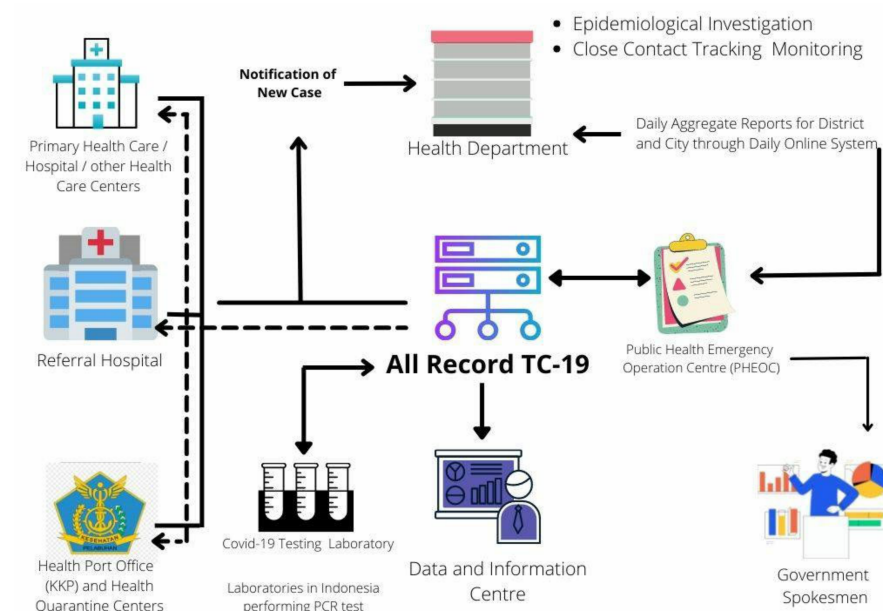 • Epidemiological Investigation
• Close Contact Tracking Monitoring
Notification of
New Case
Health Department
Daily Aggregate Reports for District
and City through Daily Online System
Primary Health Care /
Hospital / other Health
Care Centers
Referral Hospital
All Record TC-19
Public Health Emergency
Operation Centre (PHEOC)
KESEHATAN
PELABUHAN
Health Port Office
(KKP) and Health
Quarantine Centers
Covid-19 Testing Laboratory
Laboratories in Indonesia
performing PCR test
Data and Information
Centre
Government
Spokesmen